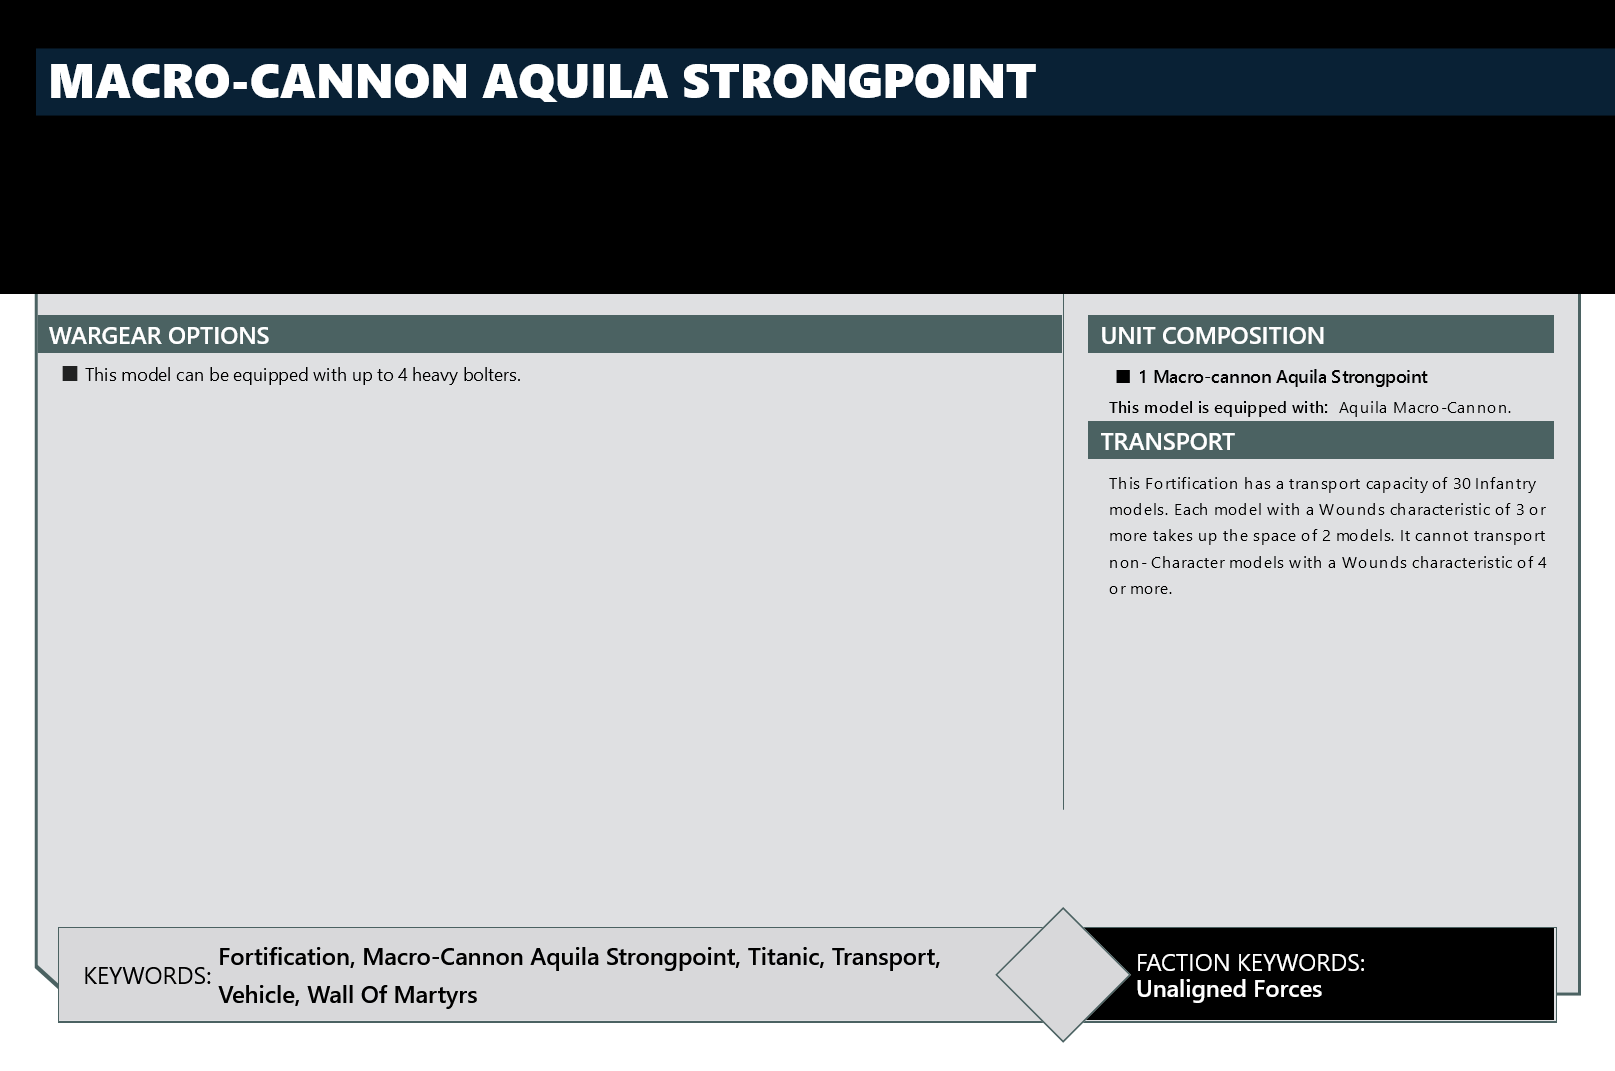 MACRO-CANNON AQUILA STRONGPOINT
WARGEAR OPTIONS
■ This model can be equipped with up to 4 heavy bolters.
UNIT COMPOSITION
■ 1 Macro-cannon Aquila Strongpoint
This model is equipped with: Aquila Macro-Cannon.
TRANSPORT
This Fortification has a transport capacity of 30 Infantry
models. Each model with a Wounds characteristic of 3 or
more takes up the space of 2 models. It cannot transport
non- Character models with a Wounds characteristic of 4
or more.
KEYWORDS: Fortification, Macro-Cannon Aquila Strongpoint, Titanic, Transport,
Vehicle, Wall Of Martyrs
FACTION KEYWORDS:
Unaligned Forces